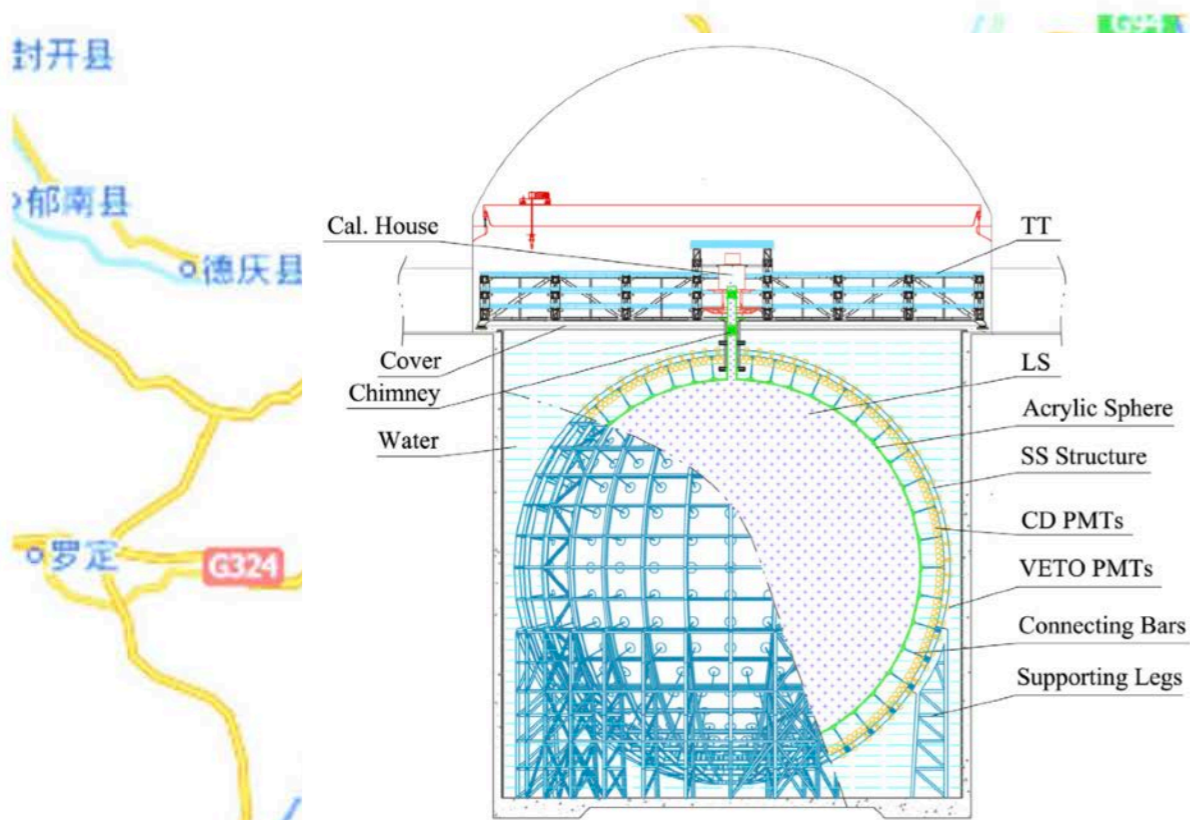 封开县
G94
郁南县
德庆县
罗定
G324
Cal. House
TT
Cover
Chimney
Water
LS
Acrylic Sphere
SS Structure
CD PMTs
VETO PMTs
Connecting Bars
Supporting Legs